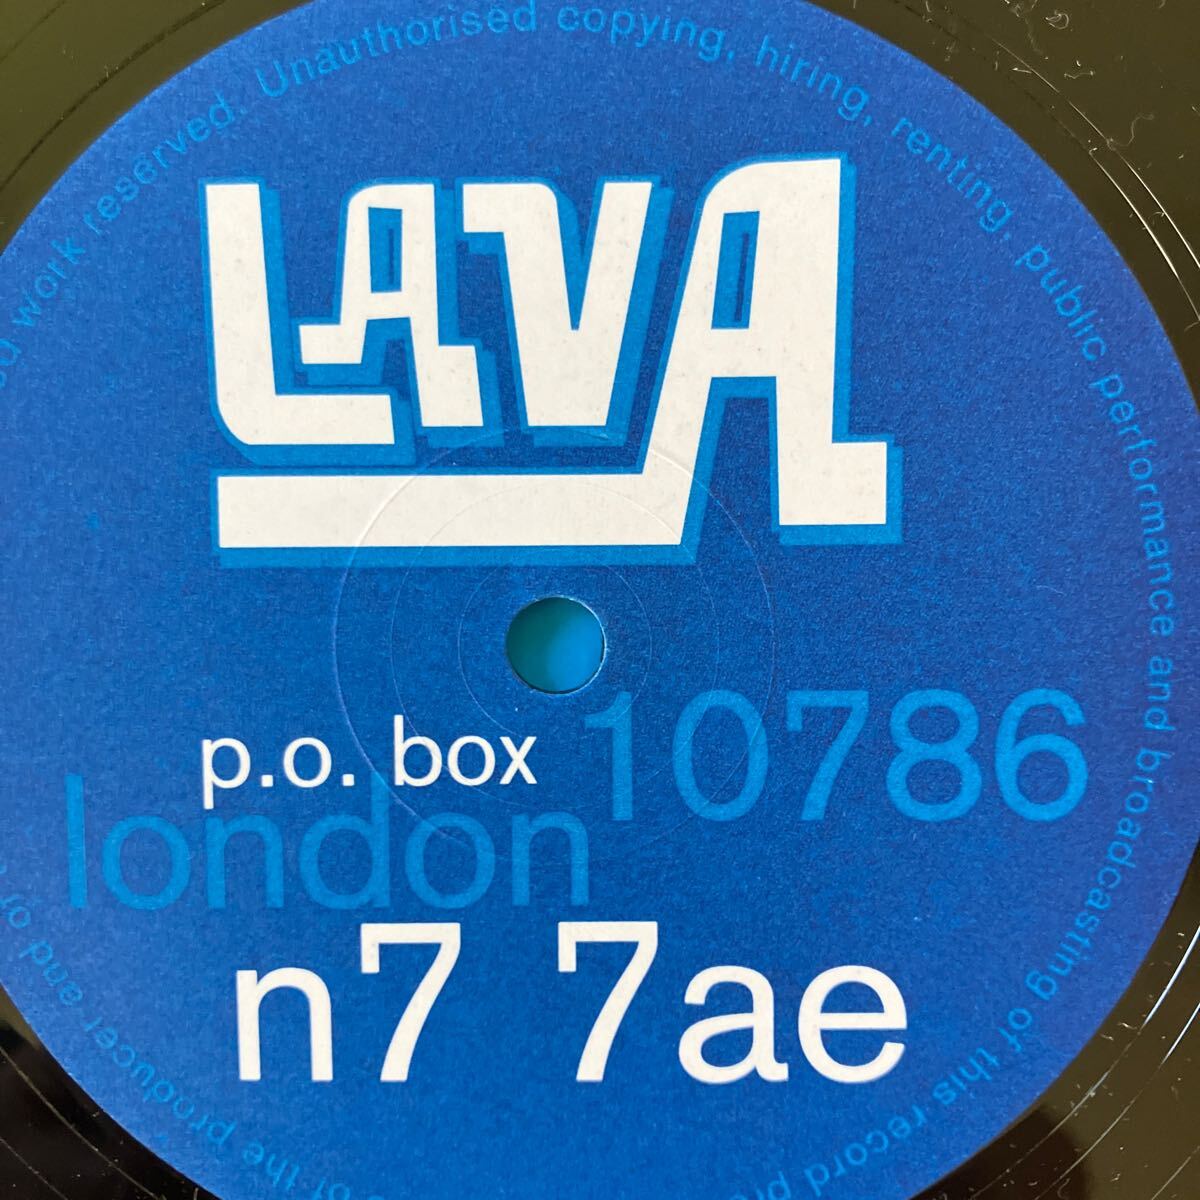 work reserved. Unauthorised copying, hiring, renting, public performance and broadcasting of this record
of the producer and of
LAVA
p.o. box 10786
london
n7 7ae